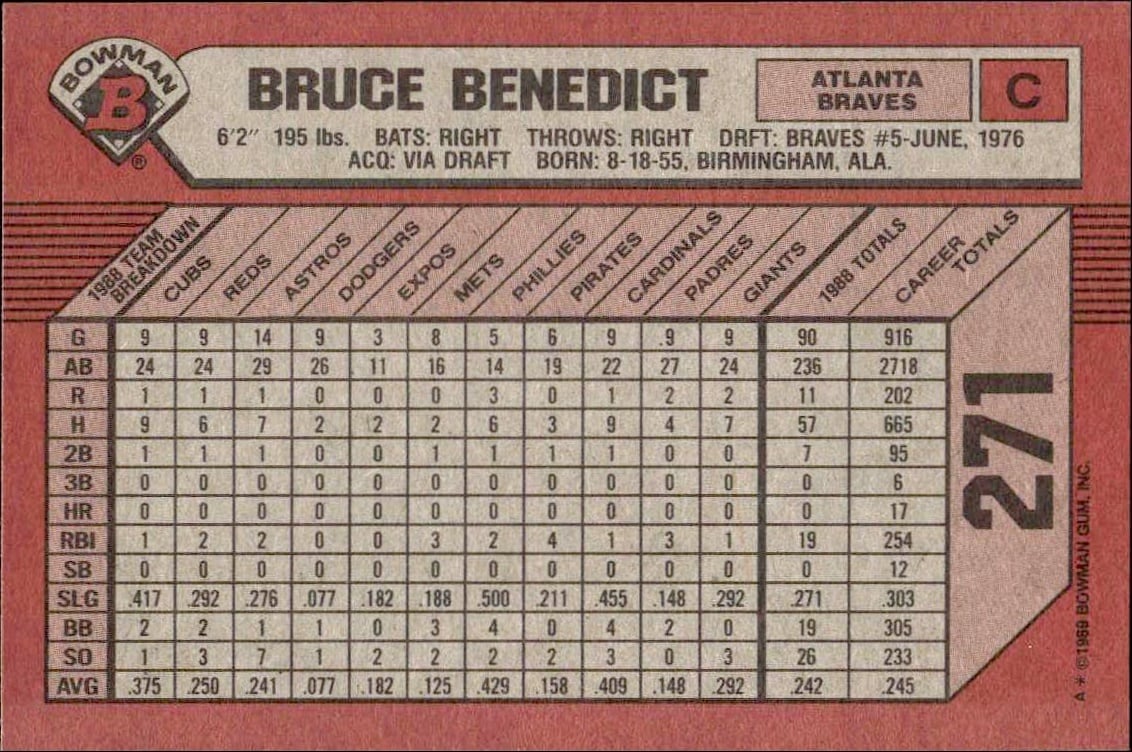 BOWMAN
B
®
BRUCE BENEDICT
ATLANTA
BRAVES
C
6'2" 195 lbs. BATS: RIGHT THROWS: RIGHT DRFT: BRAVES #5-JUNE, 1976
ACQ: VIA DRAFT BORN: 8-18-55, BIRMINGHAM, ALA.
1988 TEAM BREAKDOWN CUBS REDS ASTROS DODGERS EXPOS METS PHILLIES PIRATES CARDINALS PADRES GIANTS 1988 TOTALS CAREER TOTALS
G 9 9 14 9 3 8 5 6 9 .9 9 90 916
AB 24 24 29 26 11 16 14 19 22 27 24 236 2718
R 1 1 1 0 0 0 3 0 1 2 2 11 202
H 9 6 7 2 2 2 6 3 9 4 7 57 665
2B 1 1 1 0 0 1 1 1 1 0 0 7 95
3B 0 0 0 0 0 0 0 0 0 0 0 0 6
HR 0 0 0 0 0 0 0 0 0 0 0 0 17
RBI 1 2 2 0 0 3 2 4 1 3 1 19 254
SB 0 0 0 0 0 0 0 0 0 0 0 0 12
SLG .417 .292 .276 .077 .182 .188 .500 .211 .455 .148 .292 .271 .303
BB 2 2 1 1 0 3 4 0 4 2 0 19 305
SO 1 3 7 1 2 2 2 2 3 0 3 26 233
AVG .375 .250 .241 .077 .182 .125 .429 .158 .409 .148 .292 .242 .245
271
A * ©1989 BOWMAN GUM, INC.